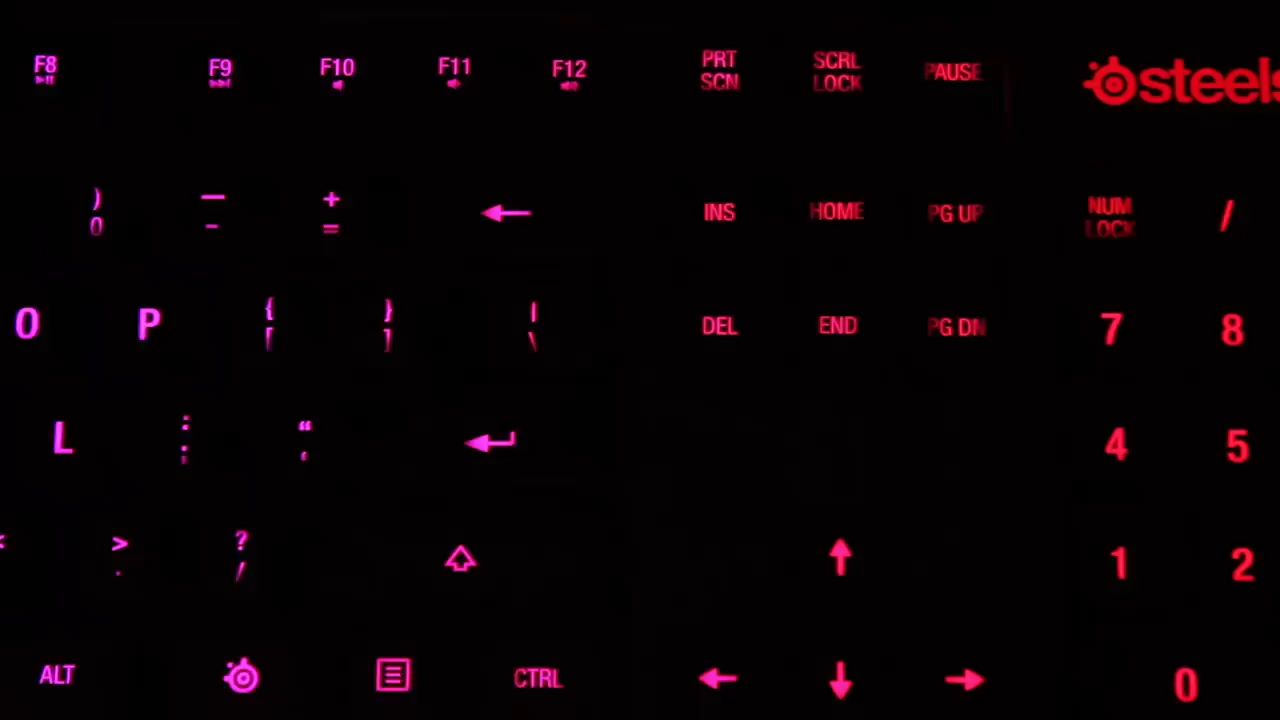 F8 F9 F10 F11 F12 PRT SCN SCRL LOCK PAUSE steels
) 0 — - + = INS HOME PG UP NUM LOCK /
O P { [ } ] | \ DEL END PG DN 7 8
L : ; “ ‘ 4 5
< > . ? / 1 2
ALT CTRL 0